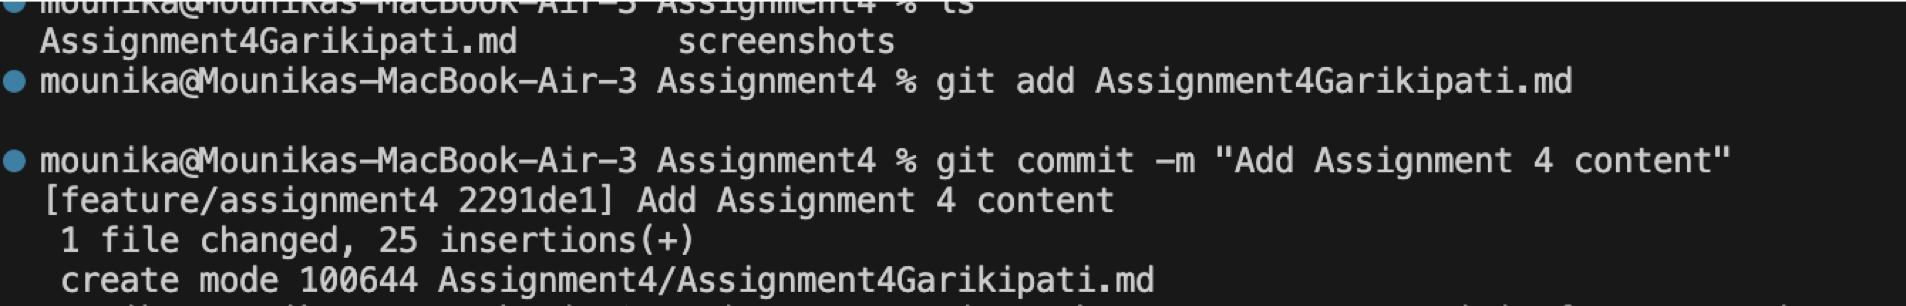 mounika@Mounikas-MacBook-Air-3 Assignment4 % ls
Assignment4Garikipati.md        screenshots
mounika@Mounikas-MacBook-Air-3 Assignment4 % git add Assignment4Garikipati.md
mounika@Mounikas-MacBook-Air-3 Assignment4 % git commit -m "Add Assignment 4 content"
[feature/assignment4 2291de1] Add Assignment 4 content
 1 file changed, 25 insertions(+)
 create mode 100644 Assignment4/Assignment4Garikipati.md